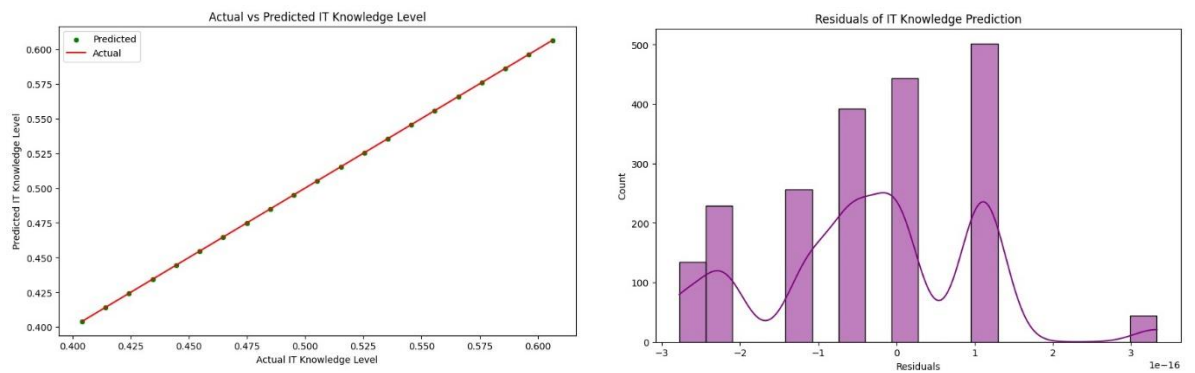 Actual vs Predicted IT Knowledge Level
Predicted
Actual
0.600
0.575
0.550
0.525
0.500
0.475
0.450
0.425
0.400
Predicted IT Knowledge Level
0.400 0.425 0.450 0.475 0.500 0.525 0.550 0.575 0.600
Actual IT Knowledge Level
Residuals of IT Knowledge Prediction
500
400
300
200
100
0
Count
−3 −2 −1 0 1 2 3
1e−16
Residuals